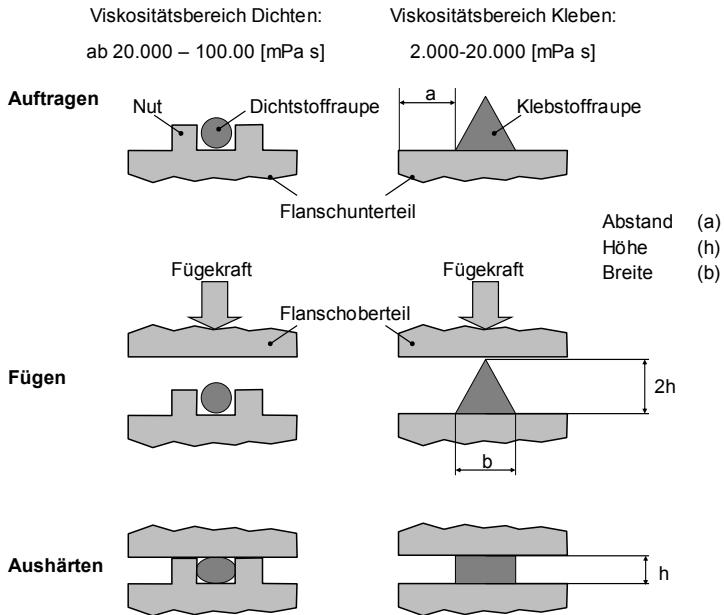 Viskositätsbereich Dichten:
ab 20.000 – 100.00 [mPa s]
Viskositätsbereich Kleben:
2.000-20.000 [mPa s]
Auftragen
Nut
Dichtstoffraupe
a
Klebstoffraupe
Flanschunterteil
Abstand (a)
Höhe (h)
Breite (b)
Fügekraft
Fügekraft
Flanschoberteil
Fügen
2h
b
Aushärten
h